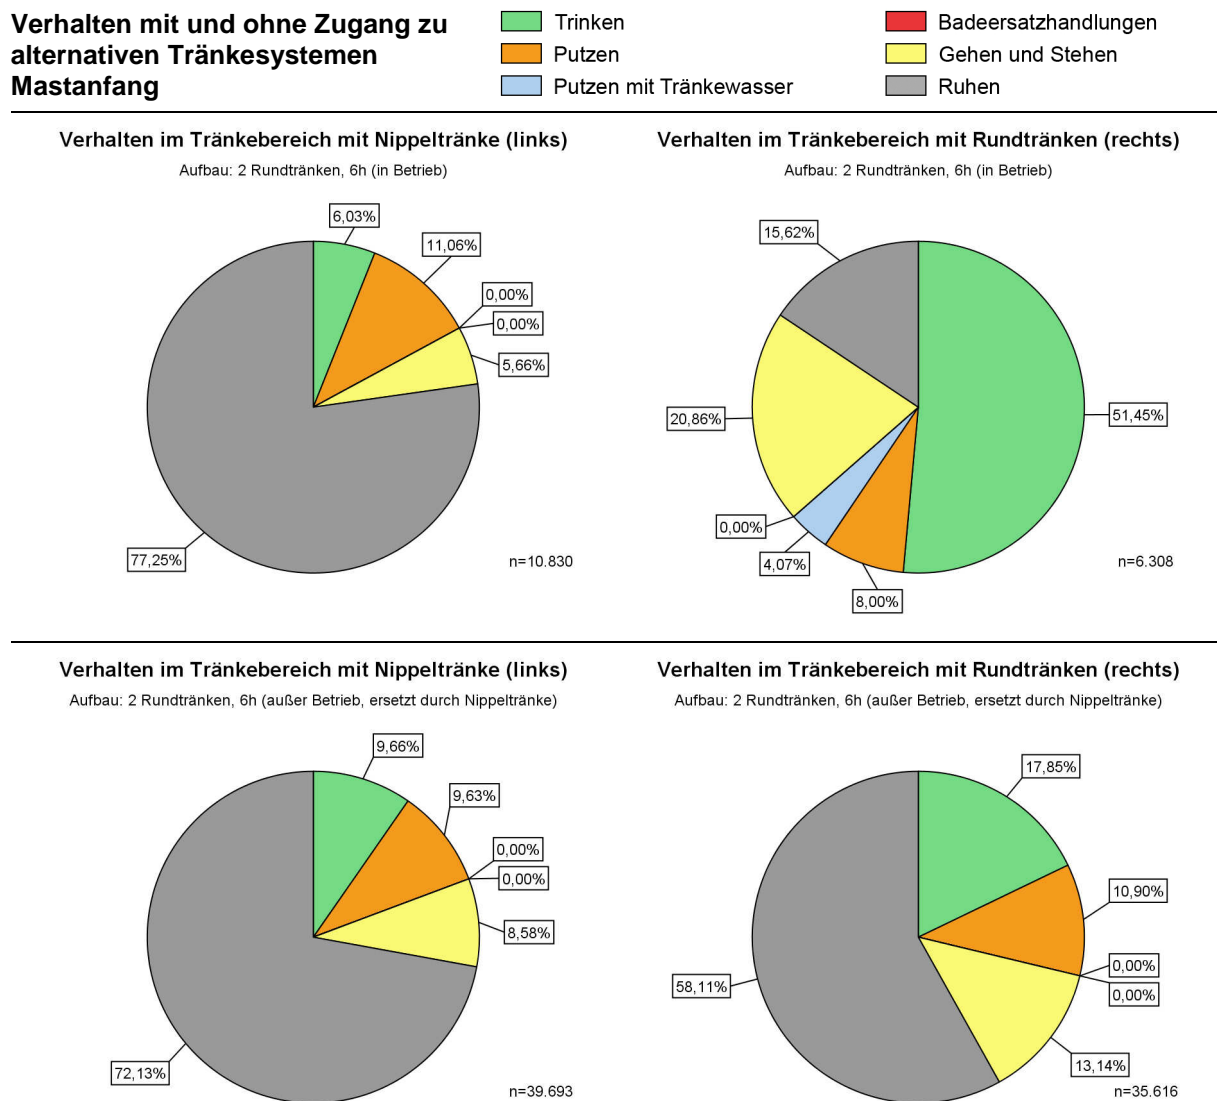 Verhalten mit und ohne Zugang zu
alternativen Tränkesystemen
Mastanfang
Trinken
Putzen
Putzen mit Tränkewasser
Badeersatzhandlungen
Gehen und Stehen
Ruhen
Verhalten im Tränkebereich mit Nippeltränke (links)
Aufbau: 2 Rundtränken, 6h (in Betrieb)
6,03%
11,06%
0,00%
0,00%
5,66%
77,25%
n=10.830
Verhalten im Tränkebereich mit Rundtränken (rechts)
Aufbau: 2 Rundtränken, 6h (in Betrieb)
15,62%
51,45%
20,86%
0,00%
4,07%
8,00%
n=6.308
Verhalten im Tränkebereich mit Nippeltränke (links)
Aufbau: 2 Rundtränken, 6h (außer Betrieb, ersetzt durch Nippeltränke)
9,66%
9,63%
0,00%
0,00%
8,58%
72,13%
n=39.693
Verhalten im Tränkebereich mit Rundtränken (rechts)
Aufbau: 2 Rundtränken, 6h (außer Betrieb, ersetzt durch Nippeltränke)
17,85%
10,90%
0,00%
0,00%
58,11%
13,14%
n=35.616